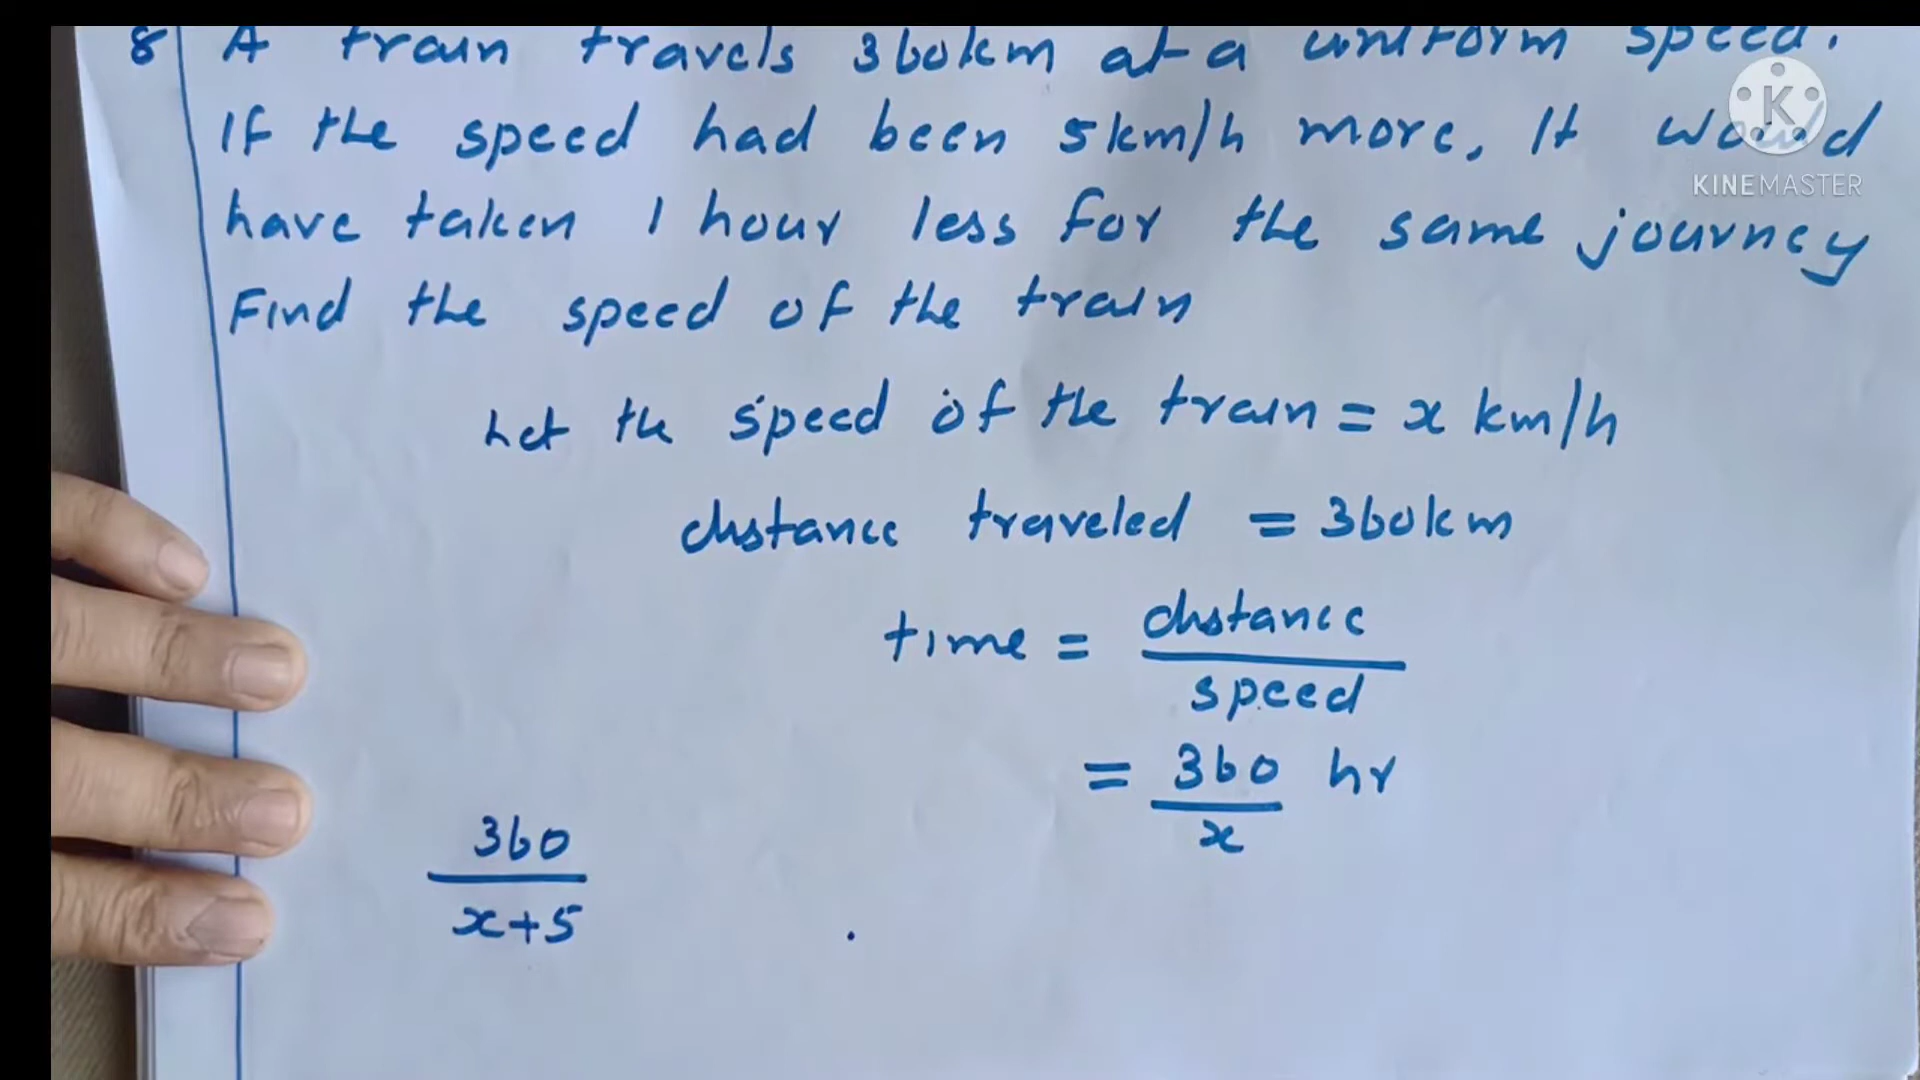 8 A train travels 360km at a uniform speed.
If the speed had been 5km/h more, It would
KINEMASTER
have taken 1 hour less for the same journey
Find the speed of the train
Let the speed of the train = x km/h
distance traveled = 360km
time = distance
speed
= 360 hr
x
360
x+5